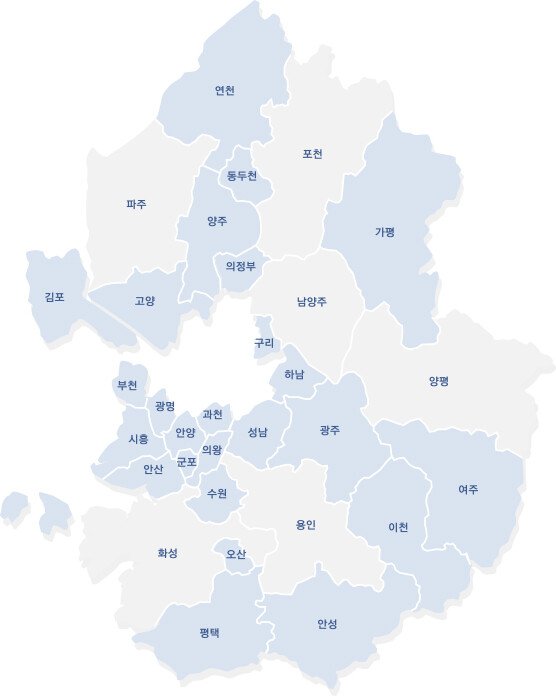 연천
포천
동두천
파주
양주
가평
의정부
김포
고양
남양주
구리
하남
양평
부천
광명
과천
시흥
안양
성남
광주
의왕
군포
안산
수원
여주
용인
이천
화성
오산
평택
안성